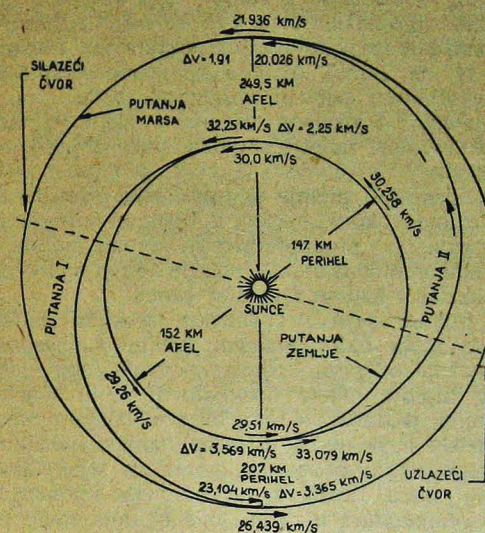 21,936 km/s
ΔV = 1,91
20,026 km/s
SILAZEĆI
ČVOR
249,5 KM
AFEL
PUTANJA
MARSA
32,25 KM/S ΔV = 2,25 KM/S
30,0 km/s
30,258 km/s
147 KM
PERIHEL
PUTANJA I
PUTANJA II
SUNCE
152 KM
AFEL
PUTANJA
ZEMLJE
29,26 km/s
29,51 km/s
ΔV = 3,569 km/s
33,079 km/s
207 KM
PERIHEL
23,104 km/s ΔV = 3,365 km/s
UZLAZEĆI
ČVOR
26,439 km/s